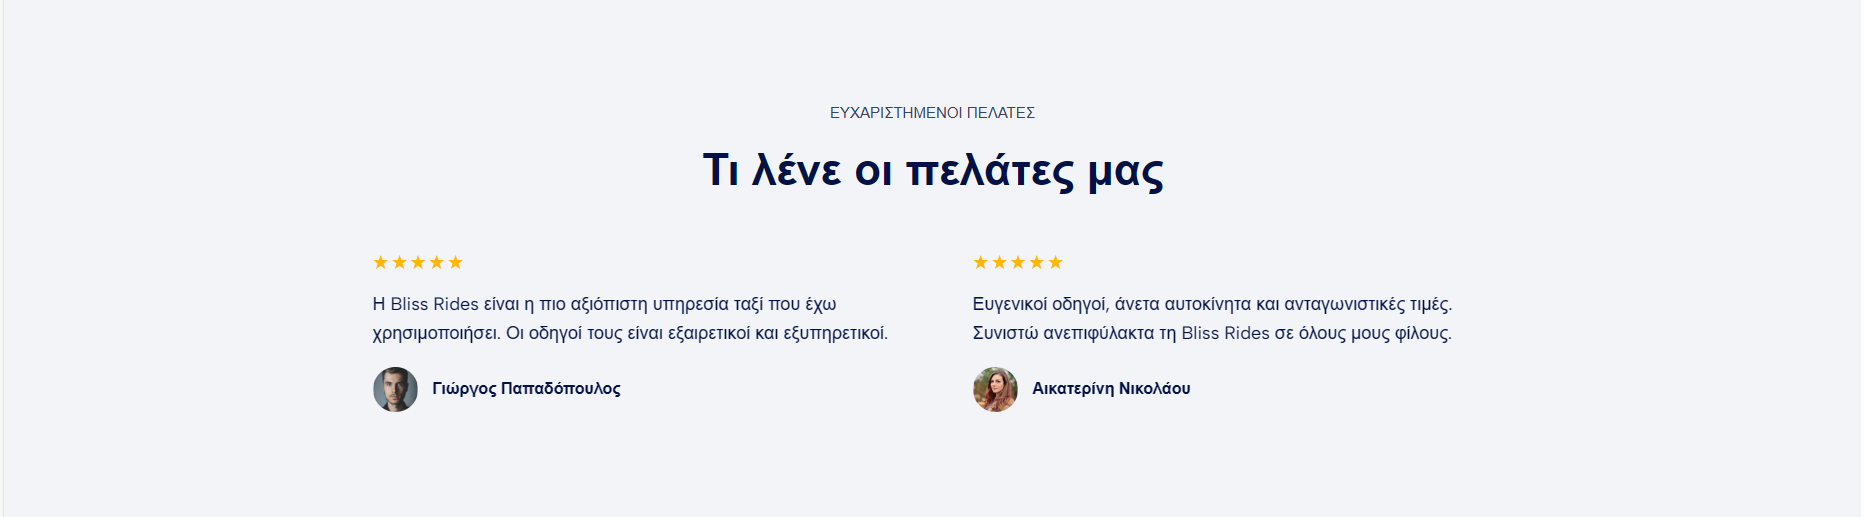 ΕΥΧΑΡΙΣΤΗΜΕΝΟΙ ΠΕΛΑΤΕΣ
Τι λένε οι πελάτες μας
★★★★★
Η Bliss Rides είναι η πιο αξιόπιστη υπηρεσία ταξί που έχω
χρησιμοποιήσει. Οι οδηγοί τους είναι εξαιρετικοί και εξυπηρετικοί.
Γιώργος Παπαδόπουλος
★★★★★
Ευγενικοί οδηγοί, άνετα αυτοκίνητα και ανταγωνιστικές τιμές.
Συνιστώ ανεπιφύλακτα τη Bliss Rides σε όλους μους φίλους.
Αικατερίνη Νικολάου